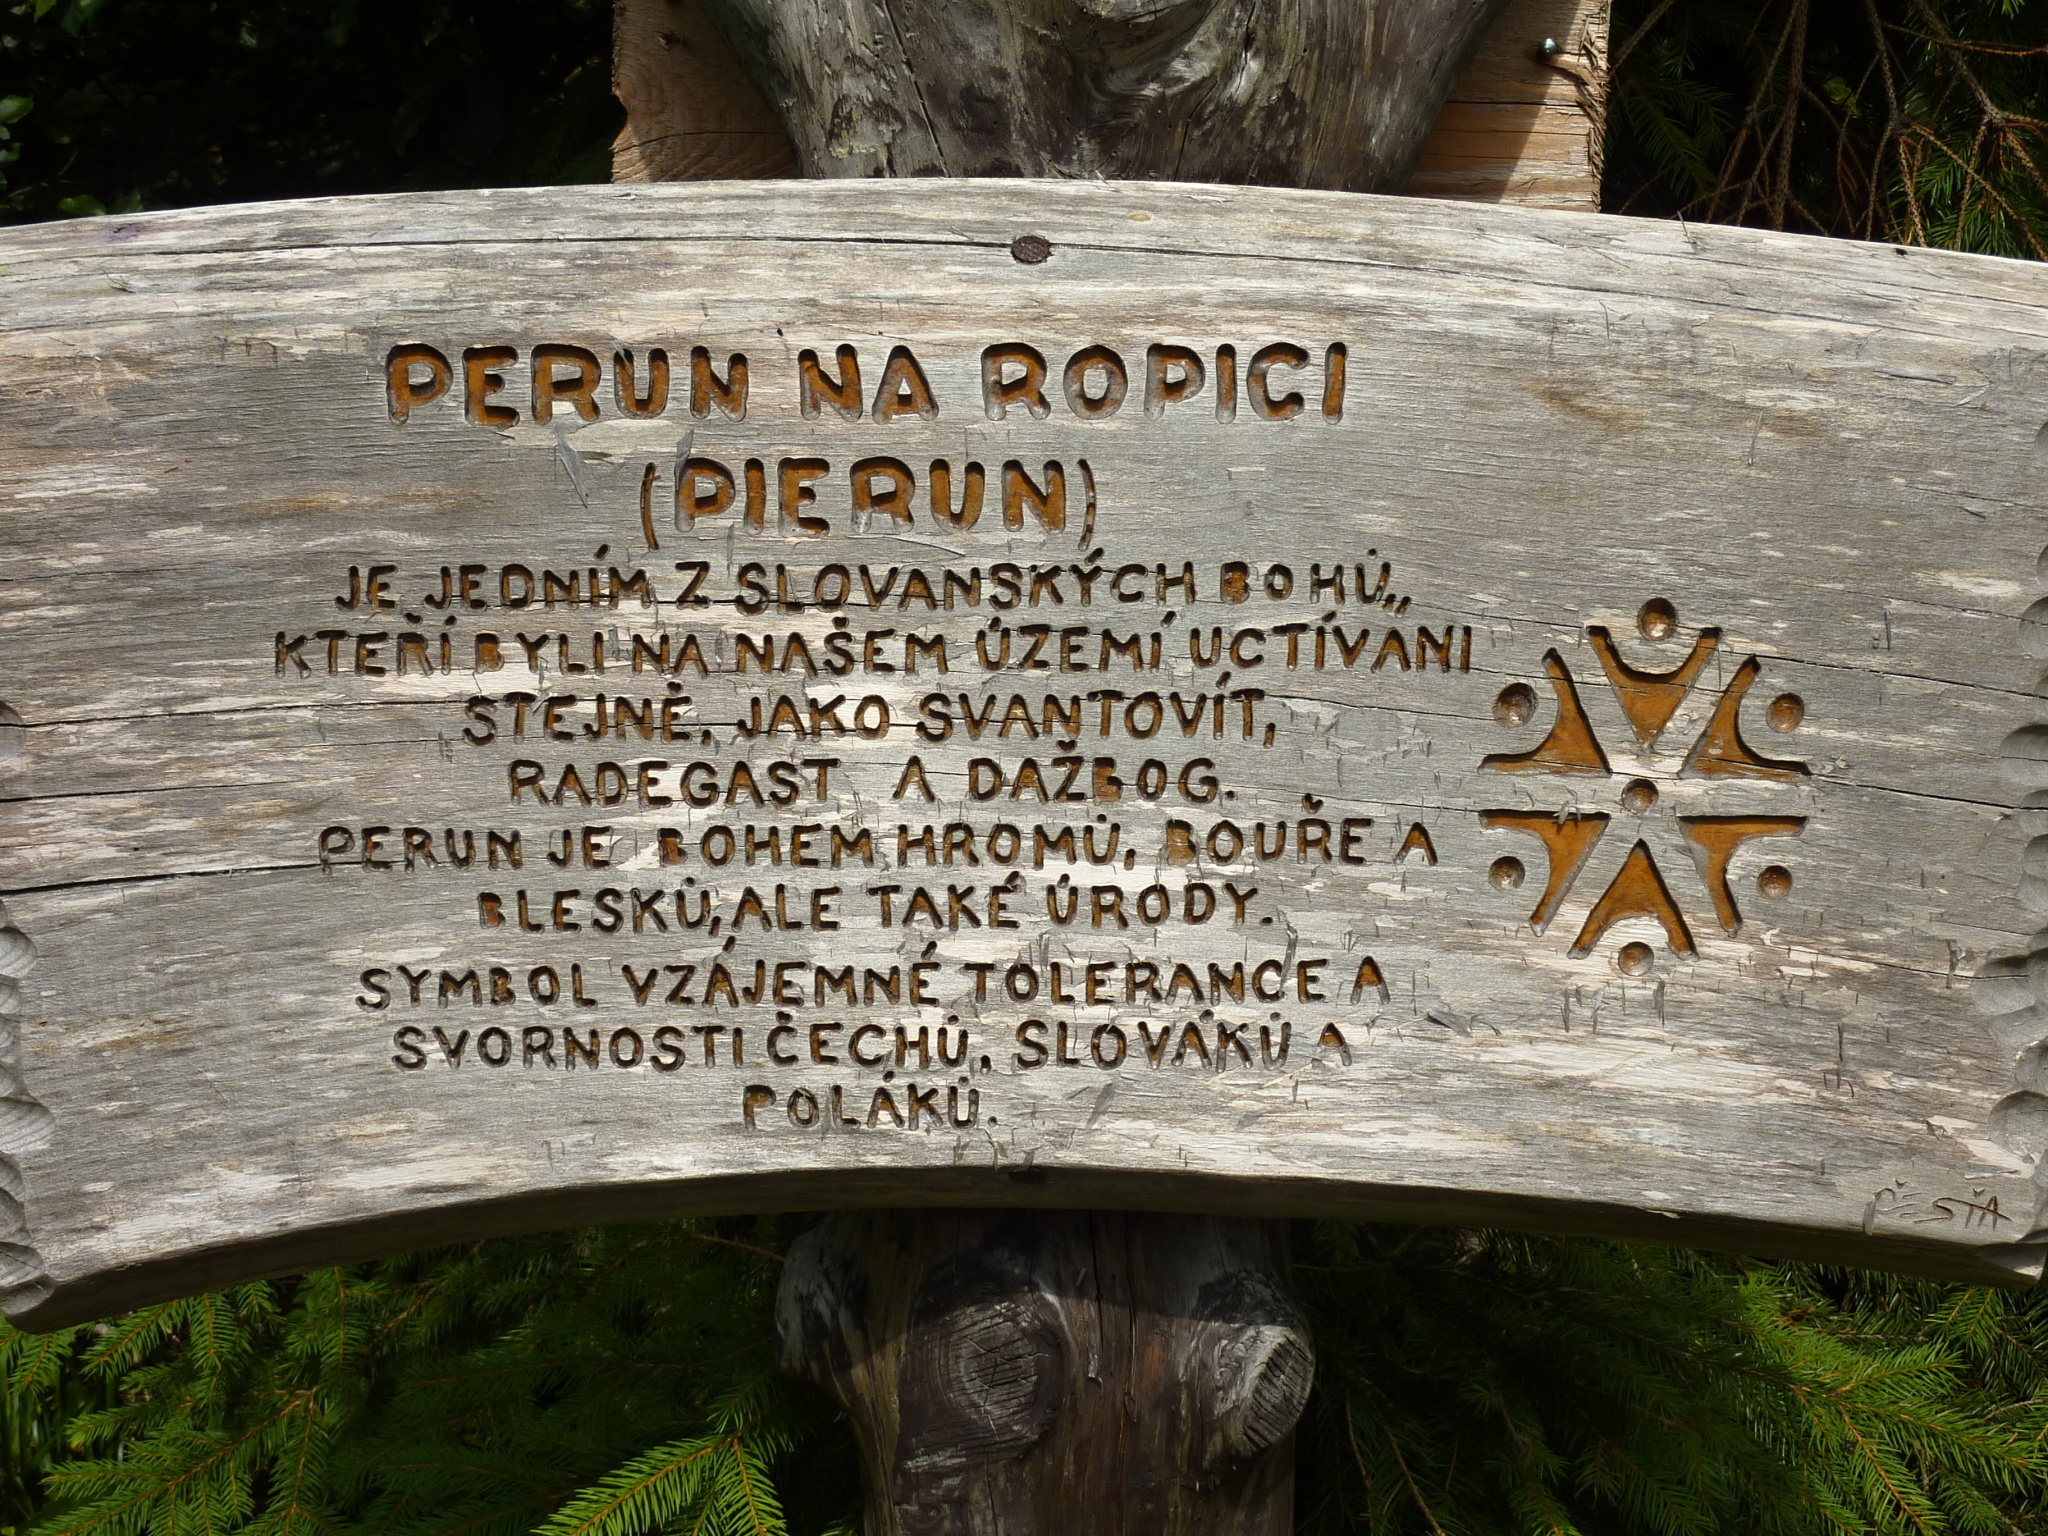 PERUN NA ROPICI
(PIERUN)
JE JEDNÍM Z SLOVANSKÝCH BOHŮ,,
KTEŘÍ BYLI NA NAŠEM ÚZEMÍ UCTÍVANI
STEJNĚ, JAKO SVANTOVÍT,
RADEGAST A DAŽBOG.
PERUN JE BOHEM HROMŮ, BOUŘE A
BLESKŮ, ALE TAKÉ ÚRODY.
SYMBOL VZÁJEMNÉ TOLERANCE A
SVORNOSTI ČECHŮ, SLOVÁKŮ A
POLÁKŮ.